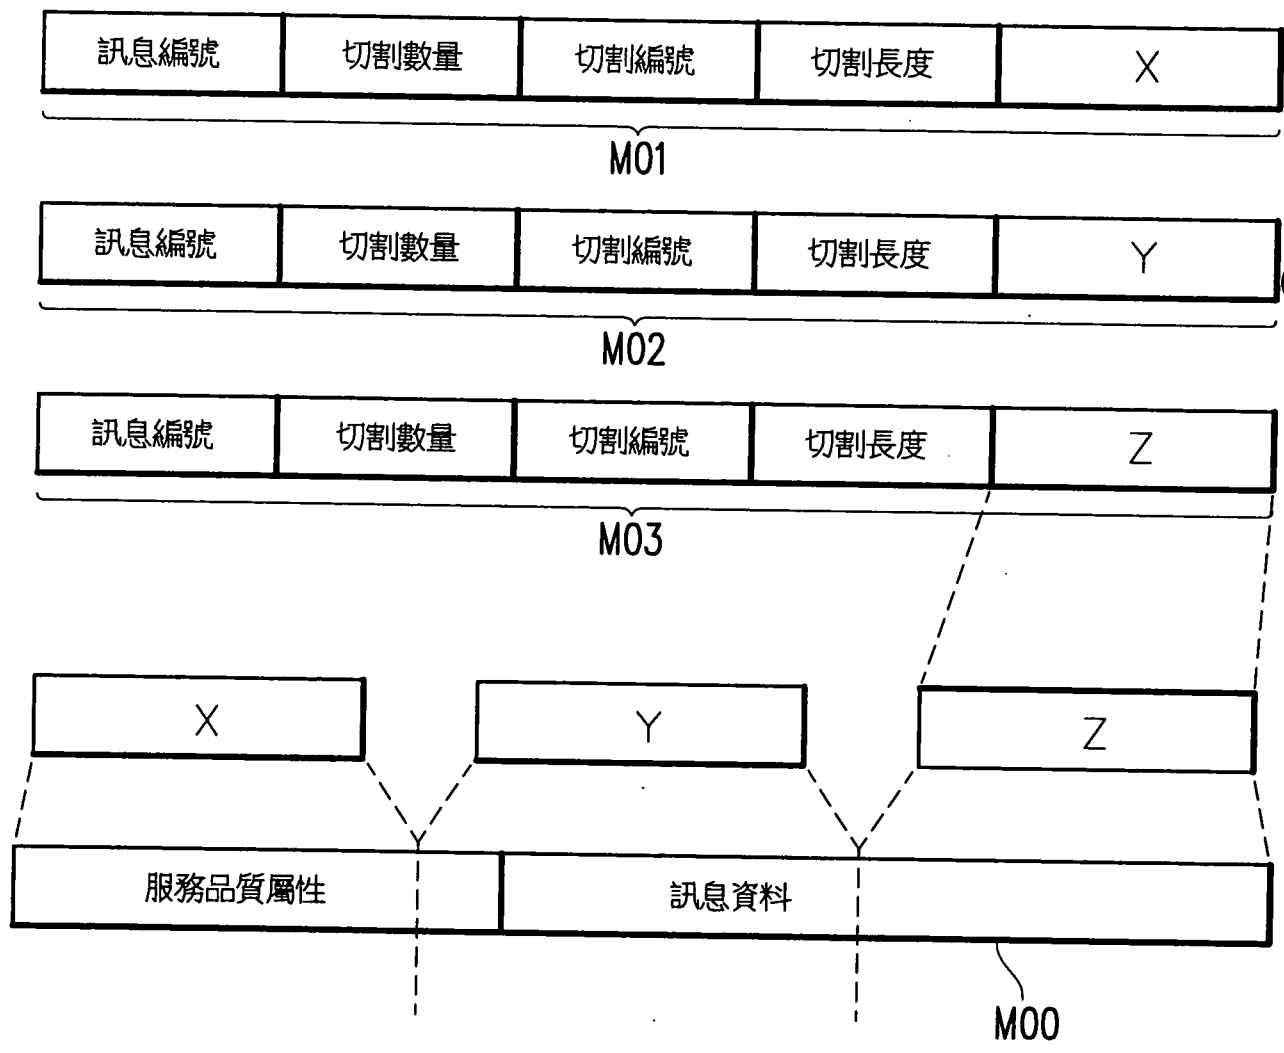 訊息編號 切割數量 切割編號 切割長度 X
M01
訊息編號 切割數量 切割編號 切割長度 Y
M02
訊息編號 切割數量 切割編號 切割長度 Z
M03
X Y Z
服務品質屬性 訊息資料
M00